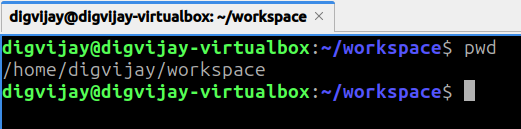 digvijay@digvijay-virtualbox: ~/workspace ×
digvijay@digvijay-virtualbox:~/workspace$ pwd
/home/digvijay/workspace
digvijay@digvijay-virtualbox:~/workspace$